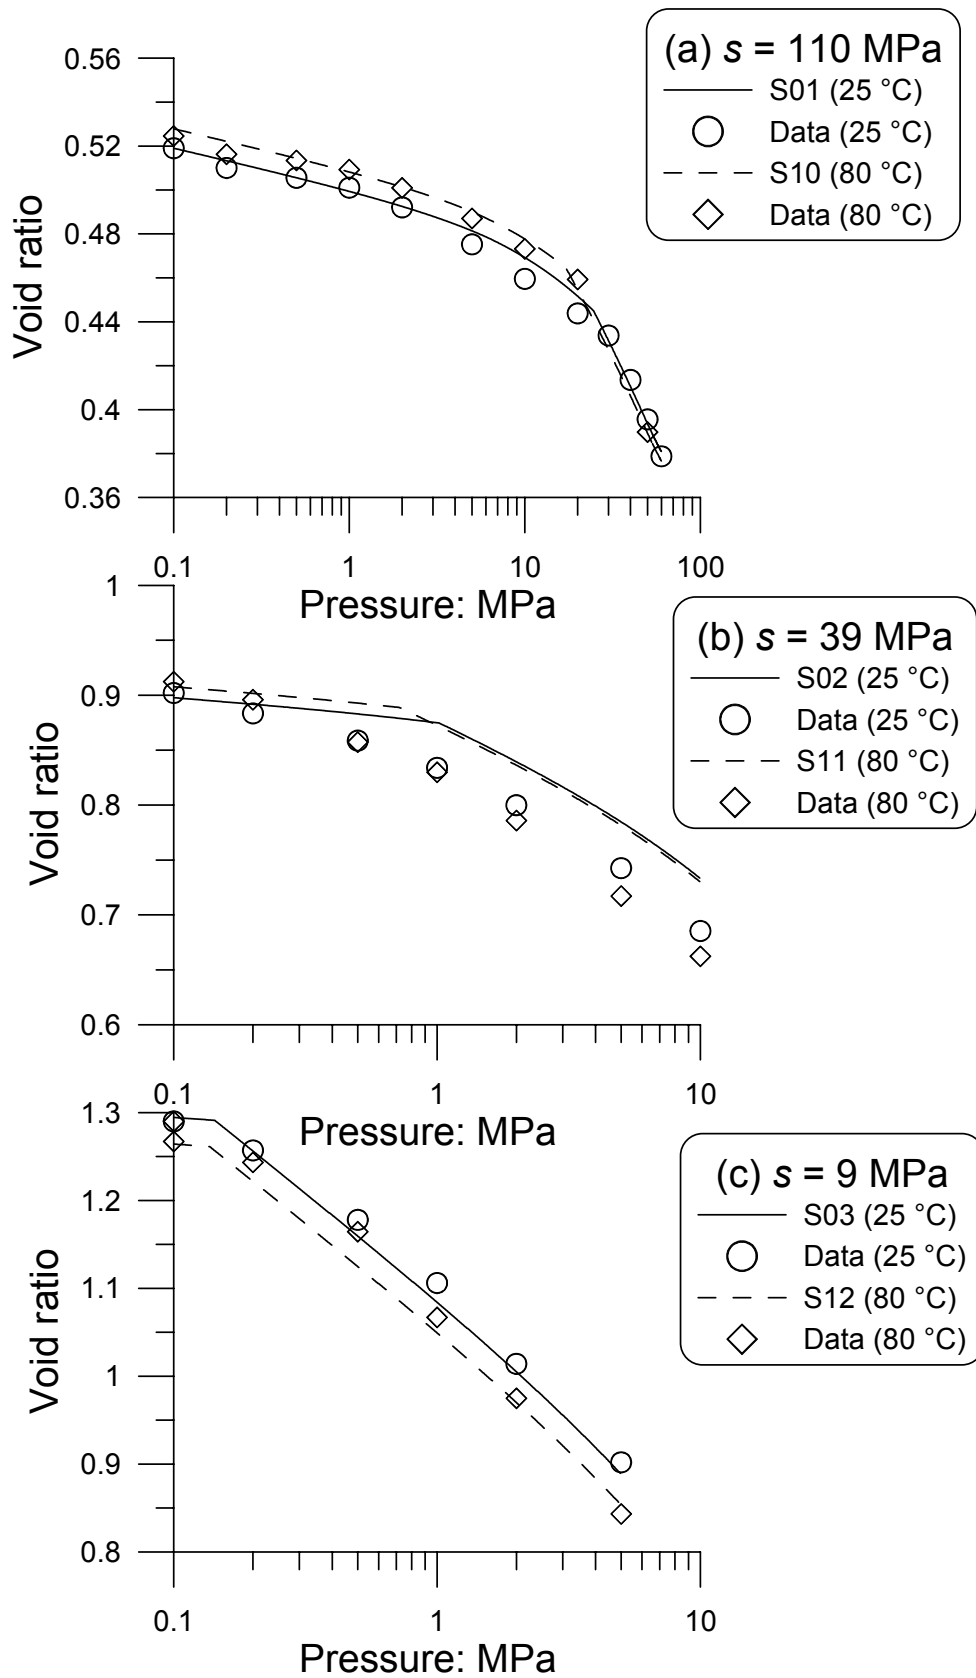 (a) s = 110 MPa
S01 (25 °C)
Data (25 °C)
S10 (80 °C)
Data (80 °C)
0.56
0.52
0.48
0.44
0.4
0.36
Void ratio
0.1 1 10 100
Pressure: MPa
(b) s = 39 MPa
S02 (25 °C)
Data (25 °C)
S11 (80 °C)
Data (80 °C)
1
0.9
0.8
0.7
0.6
Void ratio
0.1 1 10
Pressure: MPa
(c) s = 9 MPa
S03 (25 °C)
Data (25 °C)
S12 (80 °C)
Data (80 °C)
1.3
1.2
1.1
1
0.9
0.8
Void ratio
0.1 1 10
Pressure: MPa